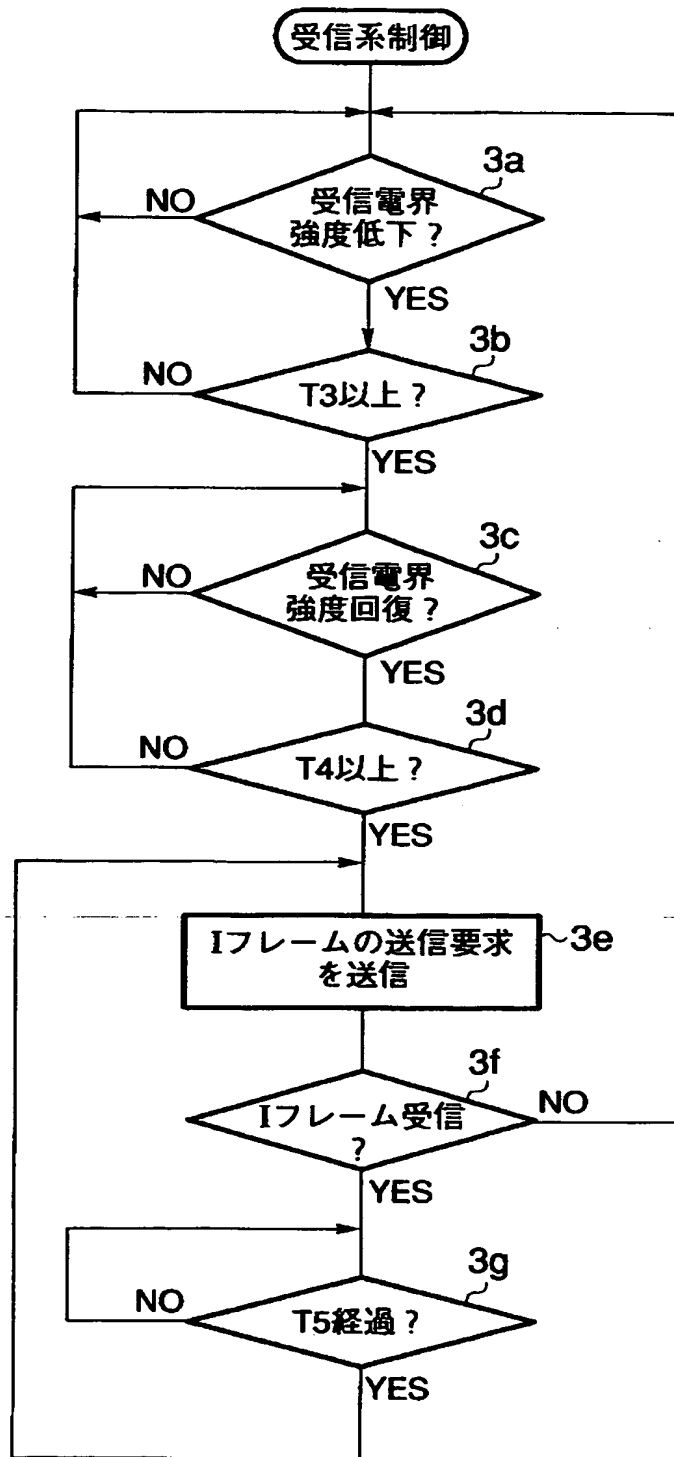 受信系制御
3a
NO
受信電界
強度低下?
YES
3b
NO
T3以上?
YES
3c
NO
受信電界
強度回復?
YES
3d
NO
T4以上?
YES
Iフレームの送信要求
を送信
3e
3f
Iフレーム受信
?
NO
YES
3g
NO
T5経過?
YES